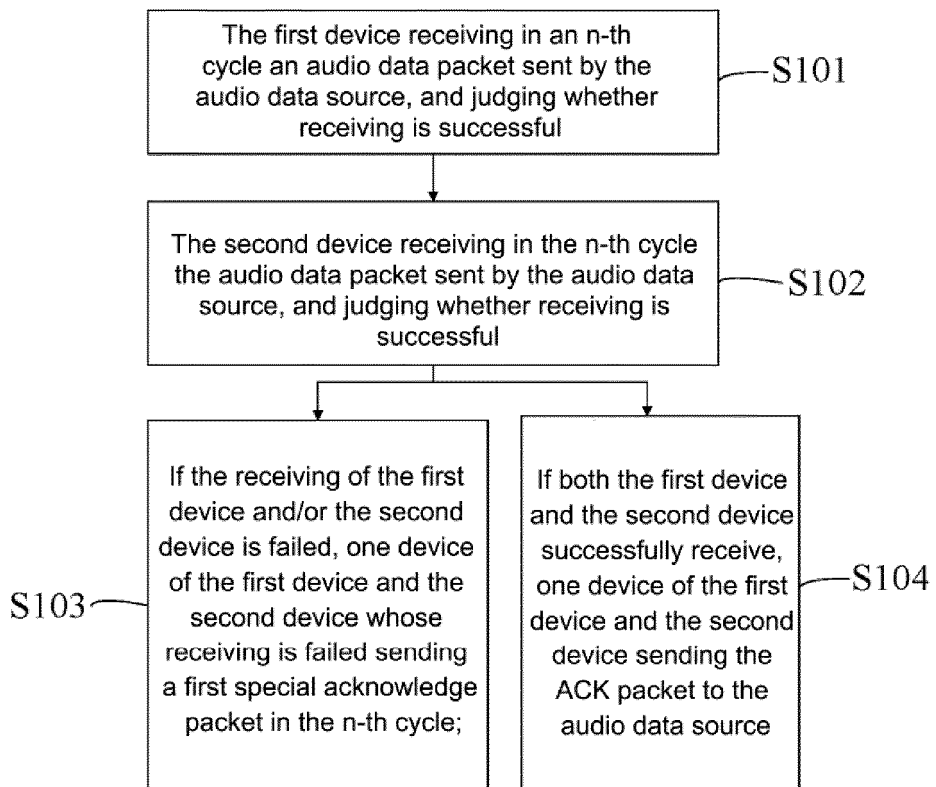 The first device receiving in an n-th
cycle an audio data packet sent by the
audio data source, and judging whether
receiving is successful
S101
The second device receiving in the n-th cycle
the audio data packet sent by the audio data
source, and judging whether receiving is
successful
S102
If the receiving of the first
device and/or the second
device is failed, one device
of the first device and the
second device whose
receiving is failed sending
a first special acknowledge
packet in the n-th cycle;
S103
If both the first device
and the second device
successfully receive,
one device of the first
device and the second
device sending the
ACK packet to the
audio data source
S104